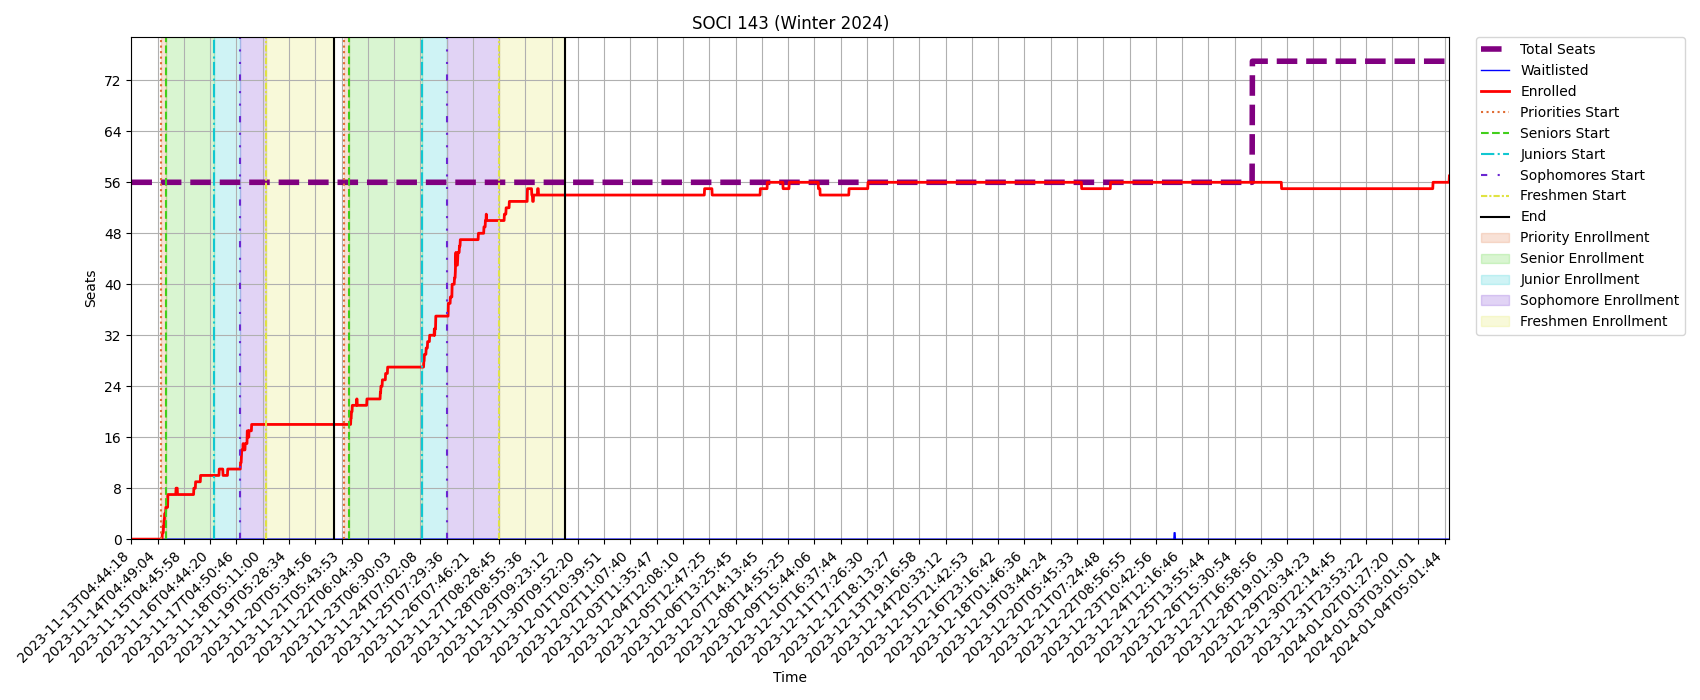 SOCI 143 (Winter 2024)
Seats
72
64
56
48
40
32
24
16
8
0
2023-11-13T04:44:18
2023-11-14T04:49:04
2023-11-15T04:45:58
2023-11-16T04:44:20
2023-11-17T04:50:46
2023-11-18T05:11:00
2023-11-19T05:28:34
2023-11-20T05:34:56
2023-11-21T05:43:53
2023-11-22T06:04:30
2023-11-23T06:30:03
2023-11-24T07:02:08
2023-11-25T07:29:36
2023-11-26T07:46:21
2023-11-27T08:28:45
2023-11-28T08:55:36
2023-11-29T09:23:12
2023-11-30T09:52:20
2023-12-01T10:39:51
2023-12-02T11:07:40
2023-12-03T11:35:47
2023-12-04T12:08:10
2023-12-05T12:47:25
2023-12-06T13:25:45
2023-12-07T14:13:45
2023-12-08T14:55:25
2023-12-09T15:44:06
2023-12-10T16:37:44
2023-12-11T17:26:30
2023-12-12T18:13:27
2023-12-13T19:16:58
2023-12-14T20:33:12
2023-12-15T21:42:53
2023-12-16T23:16:42
2023-12-18T01:46:36
2023-12-19T03:44:24
2023-12-20T05:45:33
2023-12-21T07:24:48
2023-12-22T08:56:55
2023-12-23T10:42:56
2023-12-24T12:16:46
2023-12-25T13:55:44
2023-12-26T15:30:54
2023-12-27T16:58:56
2023-12-28T19:01:30
2023-12-29T20:34:23
2023-12-30T22:14:45
2023-12-31T23:53:22
2024-01-02T01:27:20
2024-01-03T03:01:01
2024-01-04T05:01:44
Time
Total Seats
Waitlisted
Enrolled
Priorities Start
Seniors Start
Juniors Start
Sophomores Start
Freshmen Start
End
Priority Enrollment
Senior Enrollment
Junior Enrollment
Sophomore Enrollment
Freshmen Enrollment